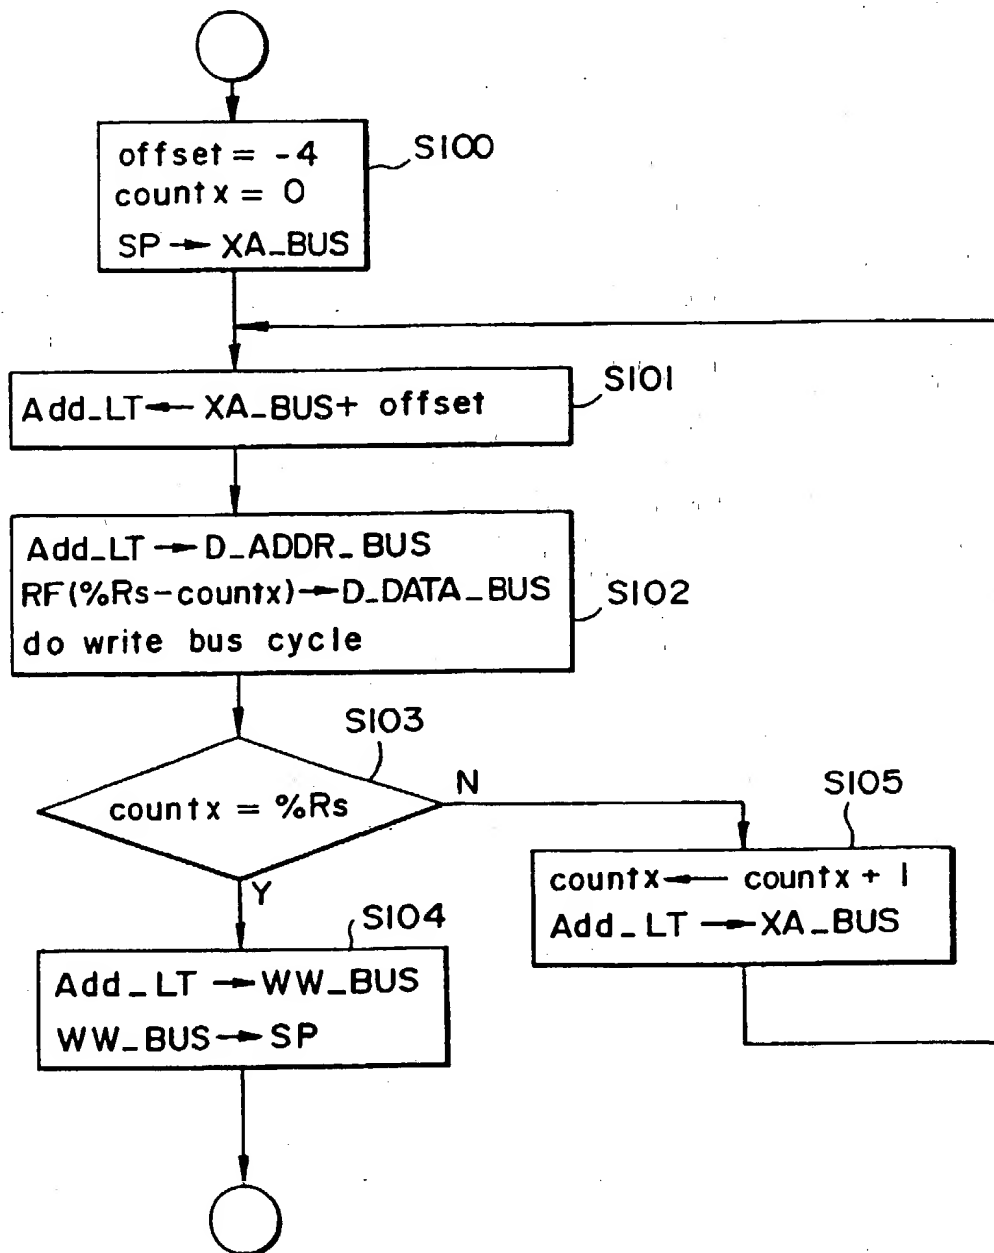 offset = -4
countx = 0
SP → XA_BUS
S100
Add_LT ← XA_BUS + offset
S101
Add_LT → D_ADDR_BUS
RF(%Rs-countx) → D_DATA_BUS
do write bus cycle
S102
S103
countx = %Rs
N
Y
S105
countx ← countx + 1
Add_LT → XA_BUS
S104
Add_LT → WW_BUS
WW_BUS → SP